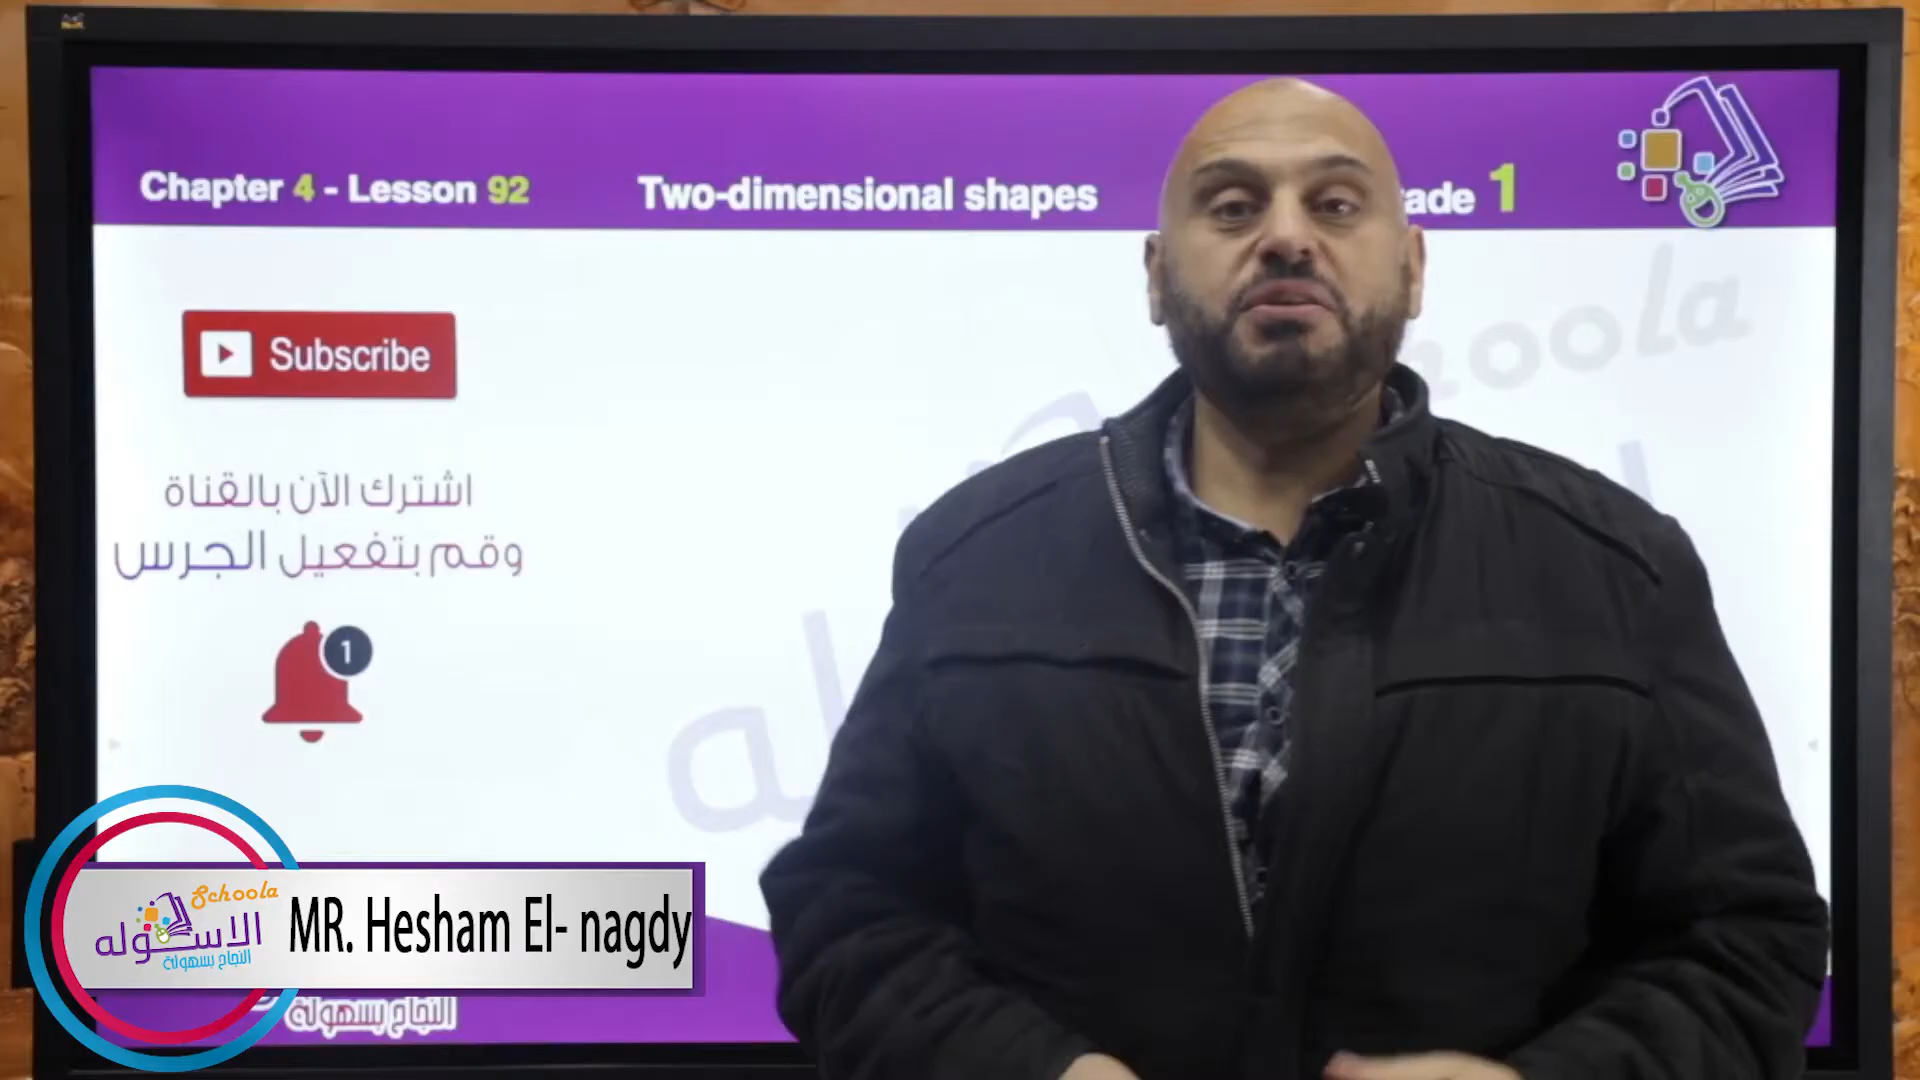 Chapter 4 - Lesson 92
Two-dimensional shapes
ade 1
Subscribe
اشترك الآن بالقناة
وقم بتفعيل الجرس
1
Schoola
الاسكوله
النجاح بسهولة
MR. Hesham El- nagdy
النجاح بسهولة